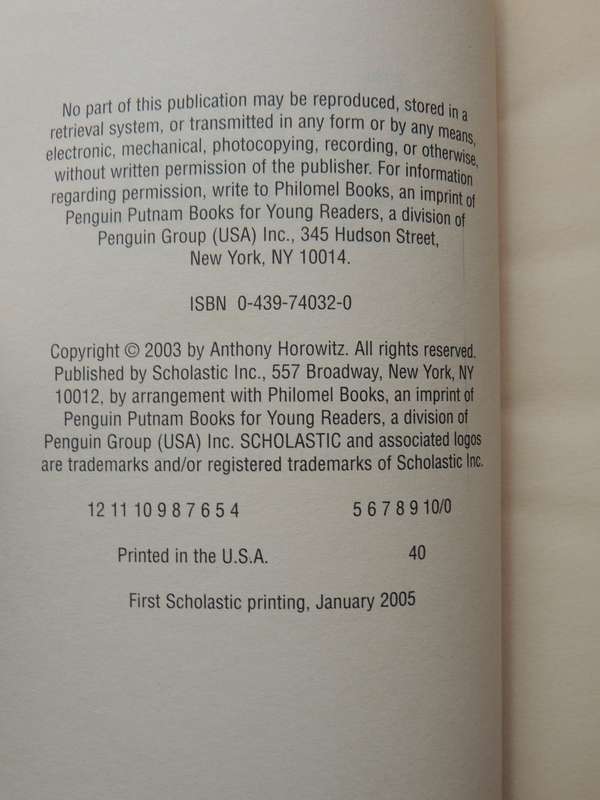 No part of this publication may be reproduced, stored in a
retrieval system, or transmitted in any form or by any means,
electronic, mechanical, photocopying, recording, or otherwise,
without written permission of the publisher. For information
regarding permission, write to Philomel Books, an imprint of
Penguin Putnam Books for Young Readers, a division of
Penguin Group (USA) Inc., 345 Hudson Street,
New York, NY 10014.
ISBN 0-439-74032-0
Copyright © 2003 by Anthony Horowitz. All rights reserved.
Published by Scholastic Inc., 557 Broadway, New York, NY
10012, by arrangement with Philomel Books, an imprint of
Penguin Putnam Books for Young Readers, a division of
Penguin Group (USA) Inc. SCHOLASTIC and associated logos
are trademarks and/or registered trademarks of Scholastic Inc.
12 11 10 9 8 7 6 5 4 5 6 7 8 9 10/0
Printed in the U.S.A. 40
First Scholastic printing, January 2005